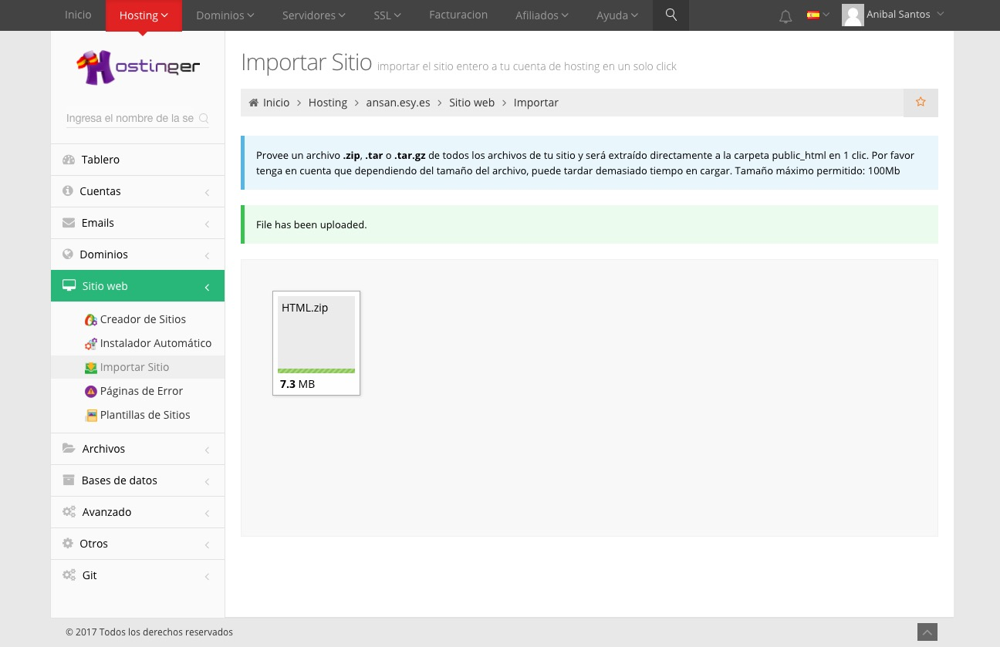 Inicio Hosting Dominios Servidores SSL Facturacion Afiliados Ayuda Anibal Santos
Hostinger
Ingresa el nombre de la se
Tablero
Cuentas
Emails
Dominios
Sitio web
Creador de Sitios
Instalador Automático
Importar Sitio
Páginas de Error
Plantillas de Sitios
Archivos
Bases de datos
Avanzado
Otros
Git
Importar Sitio importar el sitio entero a tu cuenta de hosting en un solo click
Inicio > Hosting > ansan.esy.es > Sitio web > Importar
Provee un archivo .zip, .tar o .tar.gz de todos los archivos de tu sitio y será extraído directamente a la carpeta public_html en 1 clic. Por favor
tenga en cuenta que dependiendo del tamaño del archivo, puede tardar demasiado tiempo en cargar. Tamaño máximo permitido: 100Mb
File has been uploaded.
HTML.zip
7.3 MB
© 2017 Todos los derechos reservados